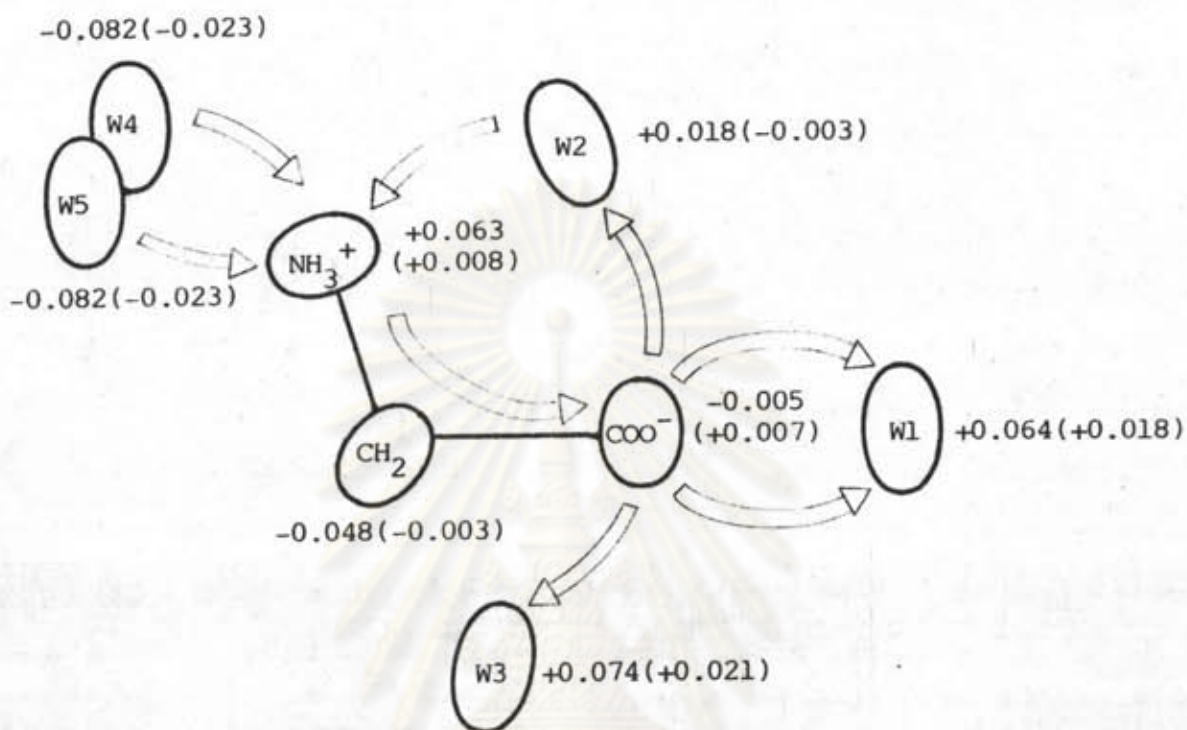 -0.082(-0.023)
W4
W5
-0.082(-0.023)
NH3+
+0.063
(+0.008)
W2
+0.018(-0.003)
CH2
-0.048(-0.003)
COO-
-0.005
(+0.007)
W1
+0.064(+0.018)
W3
+0.074(+0.021)